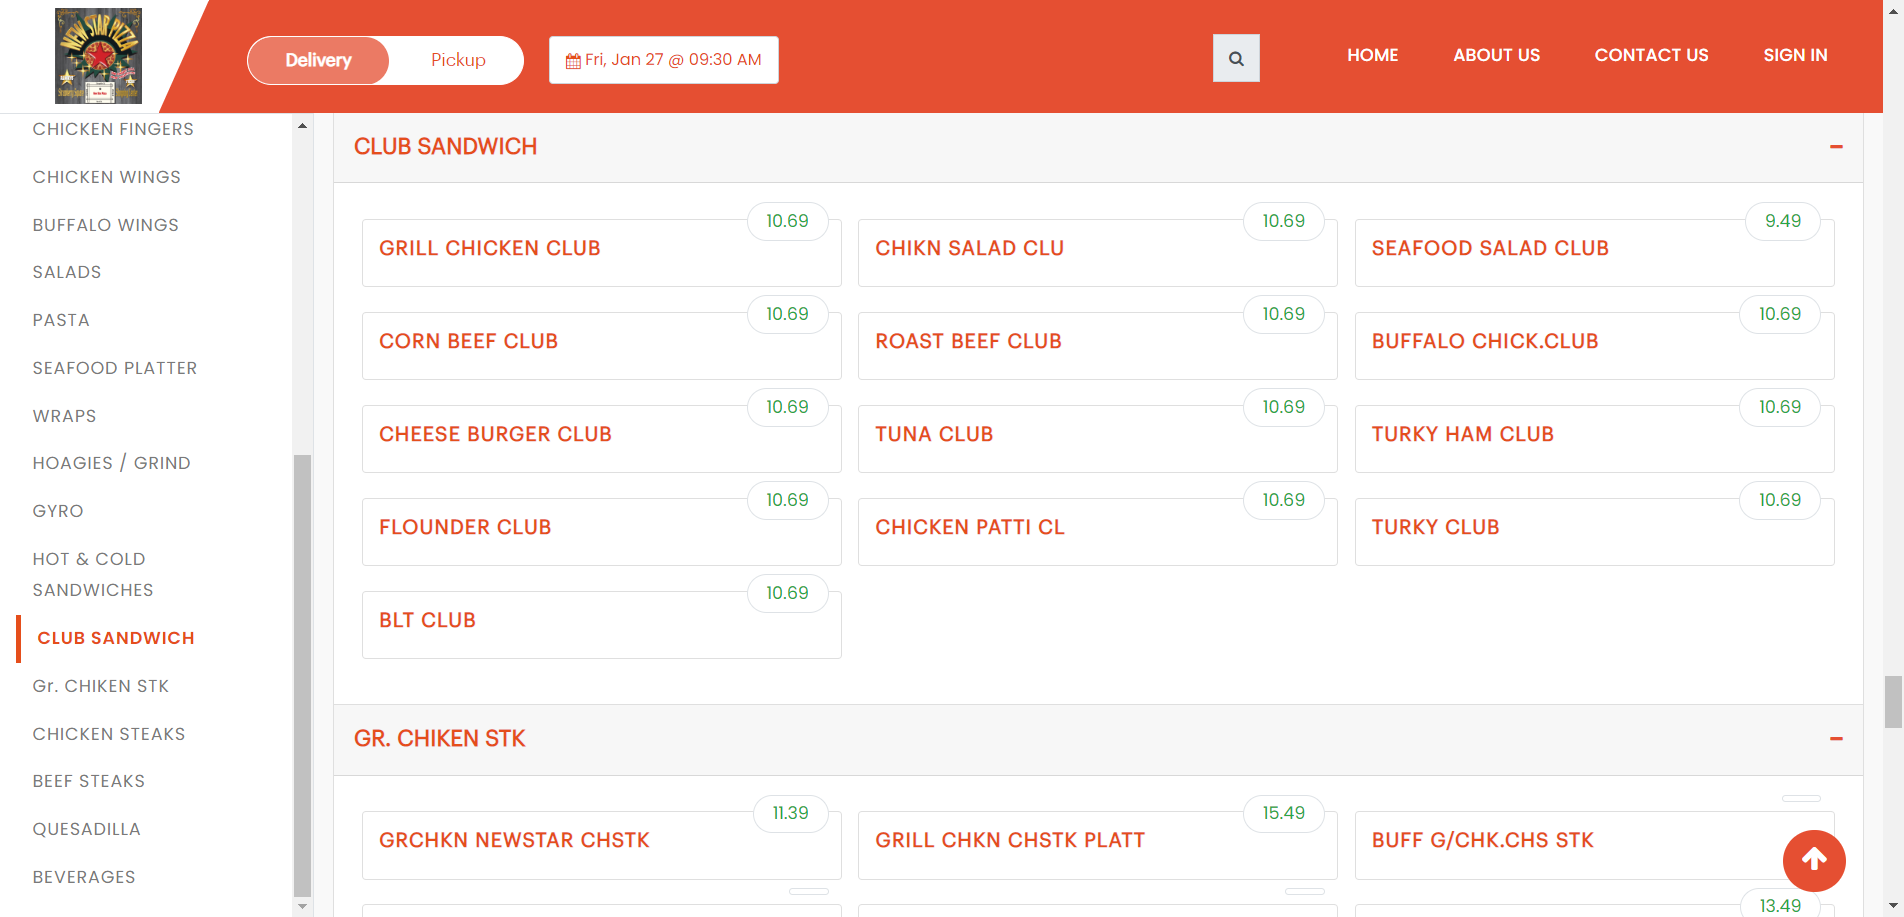 NEW STAR PIZZA
Delivery
Pickup
Fri, Jan 27 @ 09:30 AM
HOME
ABOUT US
CONTACT US
SIGN IN
CHICKEN FINGERS
CHICKEN WINGS
BUFFALO WINGS
SALADS
PASTA
SEAFOOD PLATTER
WRAPS
HOAGIES / GRIND
GYRO
HOT & COLD
SANDWICHES
CLUB SANDWICH
Gr. CHIKEN STK
CHICKEN STEAKS
BEEF STEAKS
QUESADILLA
BEVERAGES
CLUB SANDWICH
10.69
GRILL CHICKEN CLUB
10.69
CHIKN SALAD CLU
9.49
SEAFOOD SALAD CLUB
10.69
CORN BEEF CLUB
10.69
ROAST BEEF CLUB
10.69
BUFFALO CHICK.CLUB
10.69
CHEESE BURGER CLUB
10.69
TUNA CLUB
10.69
TURKY HAM CLUB
10.69
FLOUNDER CLUB
10.69
CHICKEN PATTI CL
10.69
TURKY CLUB
10.69
BLT CLUB
GR. CHIKEN STK
11.39
GRCHKN NEWSTAR CHSTK
15.49
GRILL CHKN CHSTK PLATT
BUFF G/CHK.CHS STK
13.49